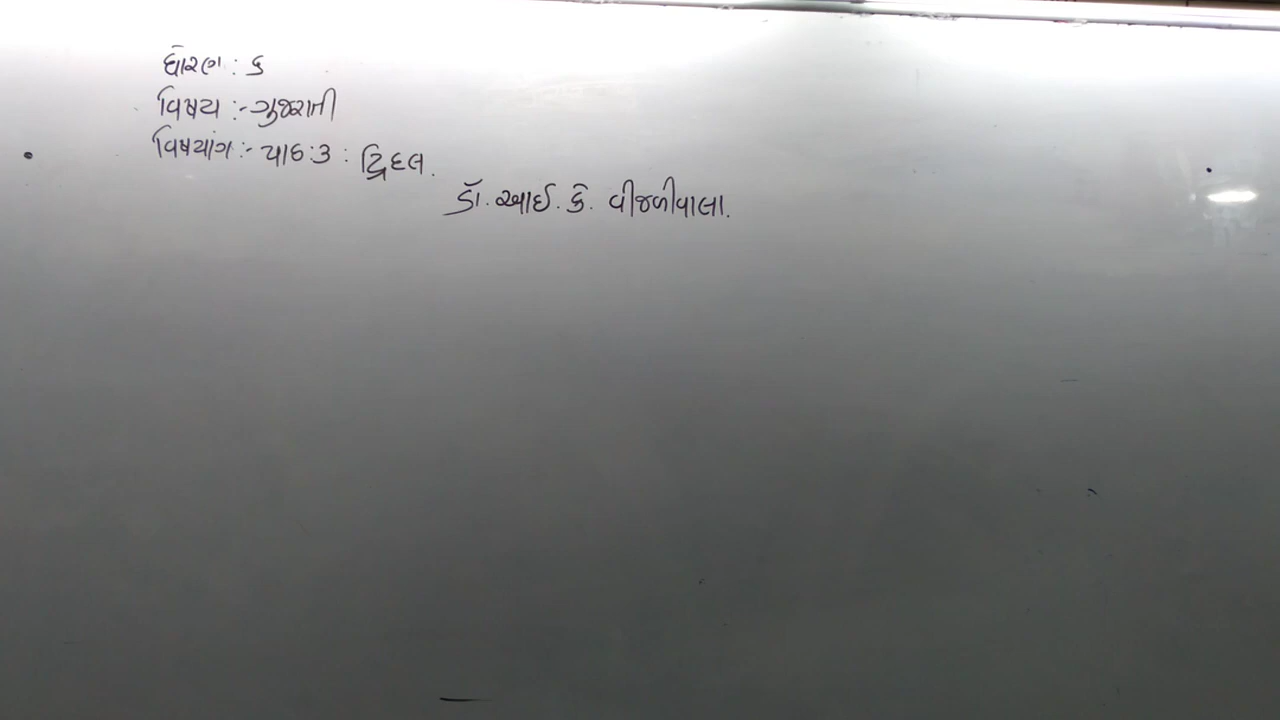 ધોરણ : ૬
વિષય :- ગુજરાતી
વિષયાંગ :- પાઠ : ૩ : દ્વિદલ.
ડૉ. આઈ. કે. વીજળીવાલા.